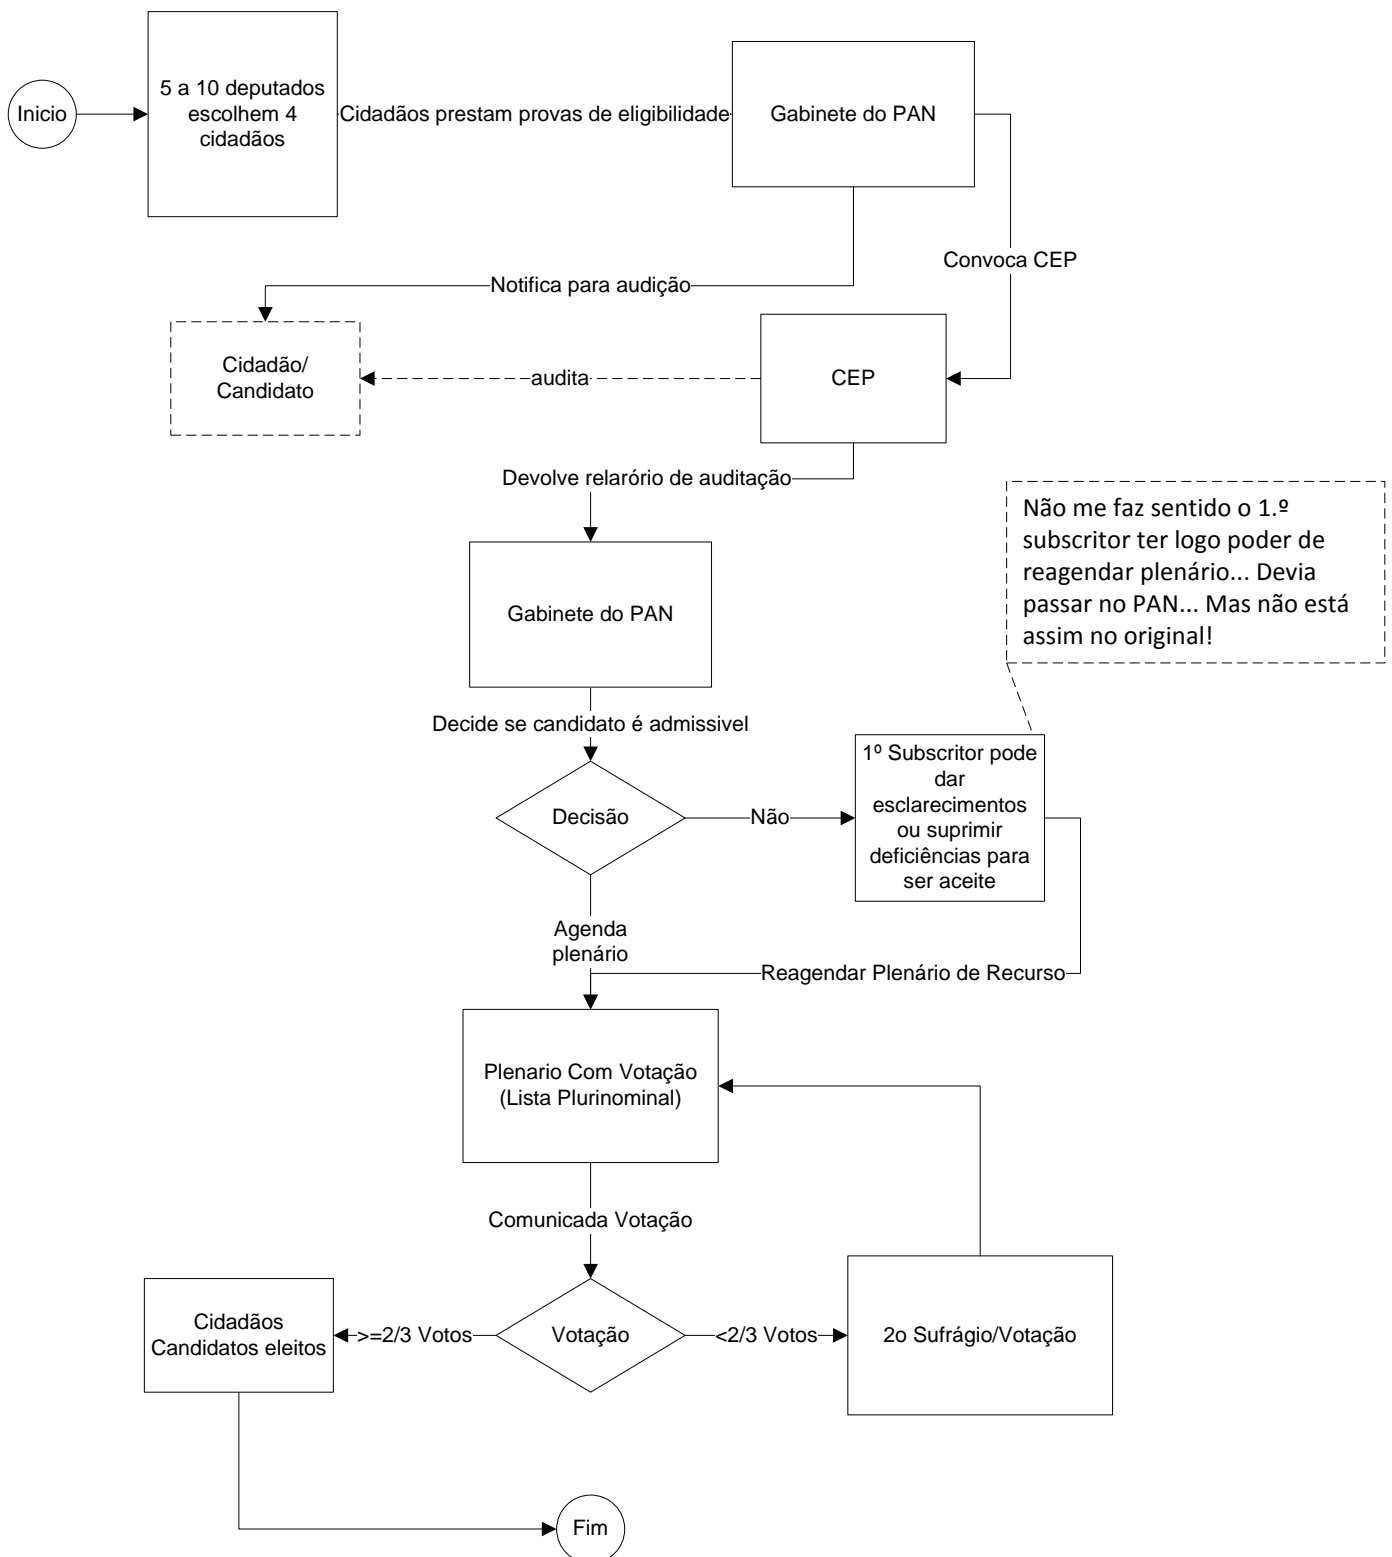 Inicio
5 a 10 deputados
escolhem 4
cidadãos
Cidadãos prestam provas de eligibilidade
Gabinete do PAN
Convoca CEP
Notifica para audição
Cidadão/
Candidato
audita
CEP
Devolve relarório de auditação
Não me faz sentido o 1.º
subscritor ter logo poder de
reagendar plenário... Devia
passar no PAN... Mas não está
assim no original!
Gabinete do PAN
Decide se candidato é admissivel
Decisão
Não
1º Subscritor pode
dar
esclarecimentos
ou suprimir
deficiências para
ser aceite
Agenda
plenário
Reagendar Plenário de Recurso
Plenario Com Votação
(Lista Plurinominal)
Comunicada Votação
Cidadãos
Candidatos eleitos
>=2/3 Votos
Votação
<2/3 Votos
2o Sufrágio/Votação
Fim